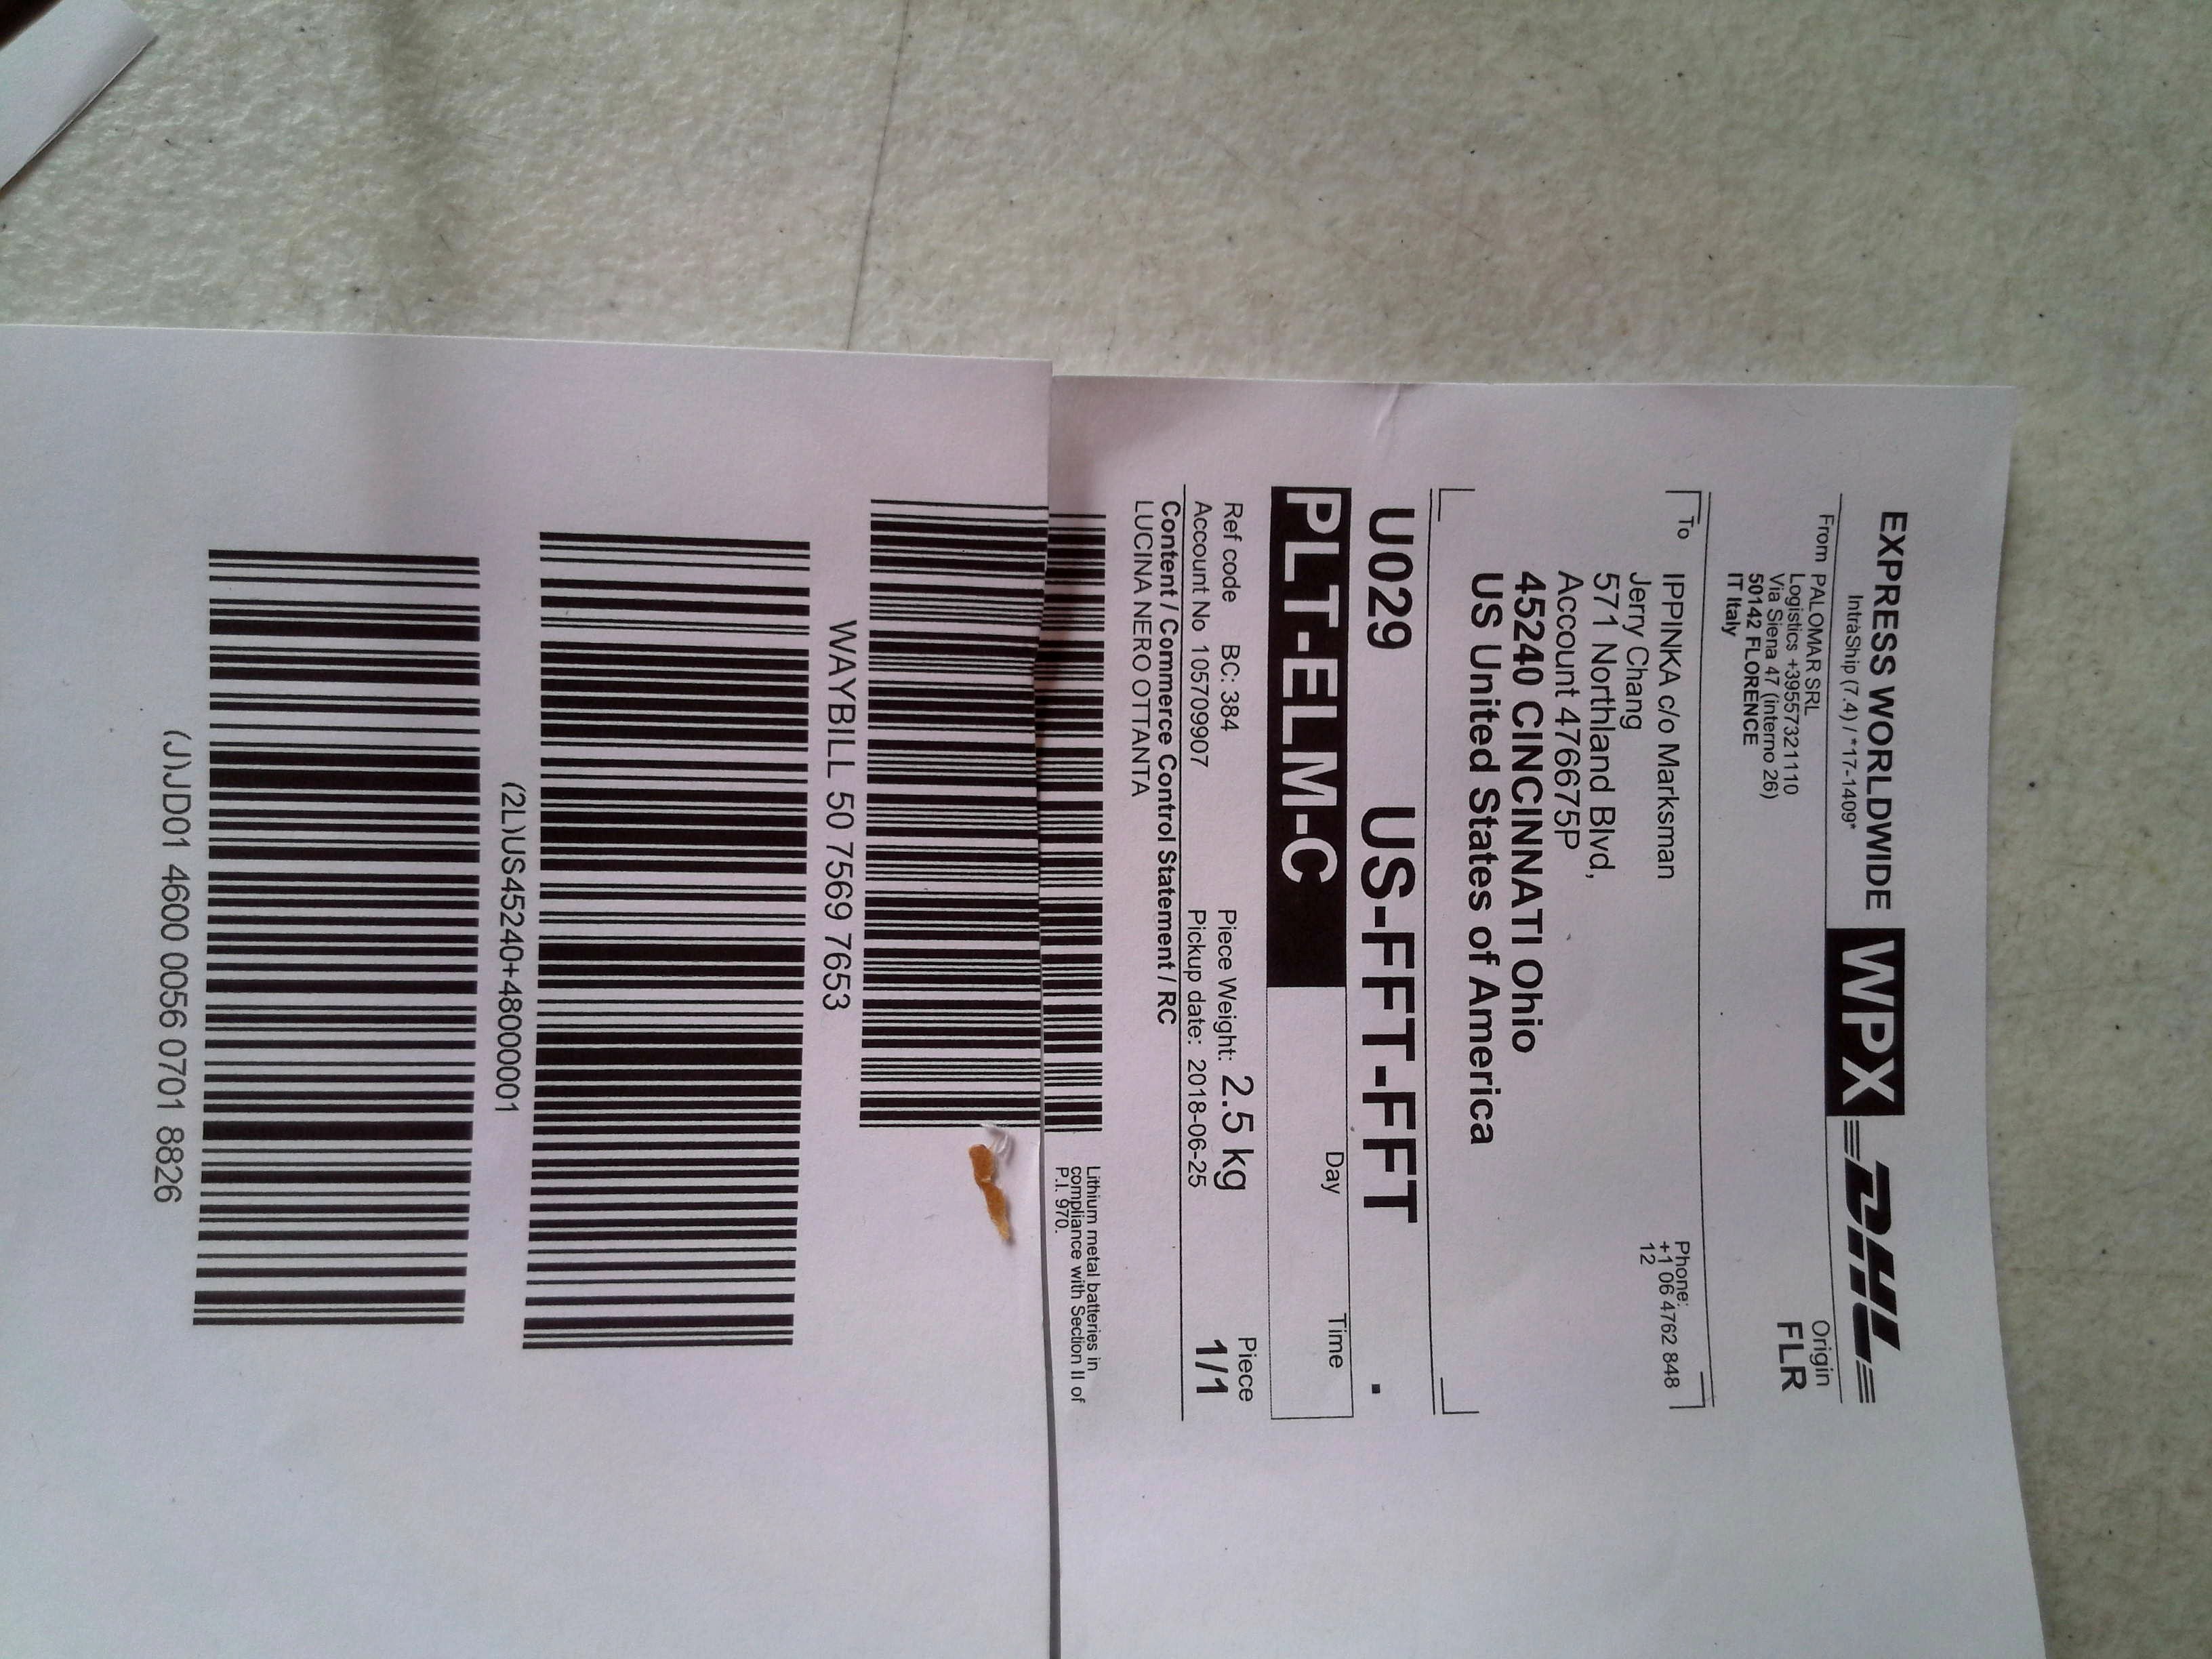 EXPRESS WORLDWIDE WPX DHL
IntraShip (7.4) / *17-1409*
From PALOMAR SRL
Logistics +39557321110
Via Siena 47 (interno 26)
50142 FLORENCE
IT Italy
Origin
FLR
To IPPINKA c/o Marksman
Jerry Chang
571 Northland Blvd,
Account 476675P
45240 CINCINNATI Ohio
US United States of America
Phone:
+1 06 4762 848
12
U029 US-FFT-FFT .
PLT-ELM-C Day Time
Ref code BC: 384 Piece Weight: 2.5 kg Piece
Account No 105709907 Pickup date: 2018-06-25 1/1
Content / Commerce Control Statement / RC
LUCINA NERO OTTANTA
Lithium metal batteries in
compliance with Section II of
P.I. 970.
WAYBILL 50 7569 7653
(2L)US45240+48000001
(J)JD01 4600 0056 0701 8826